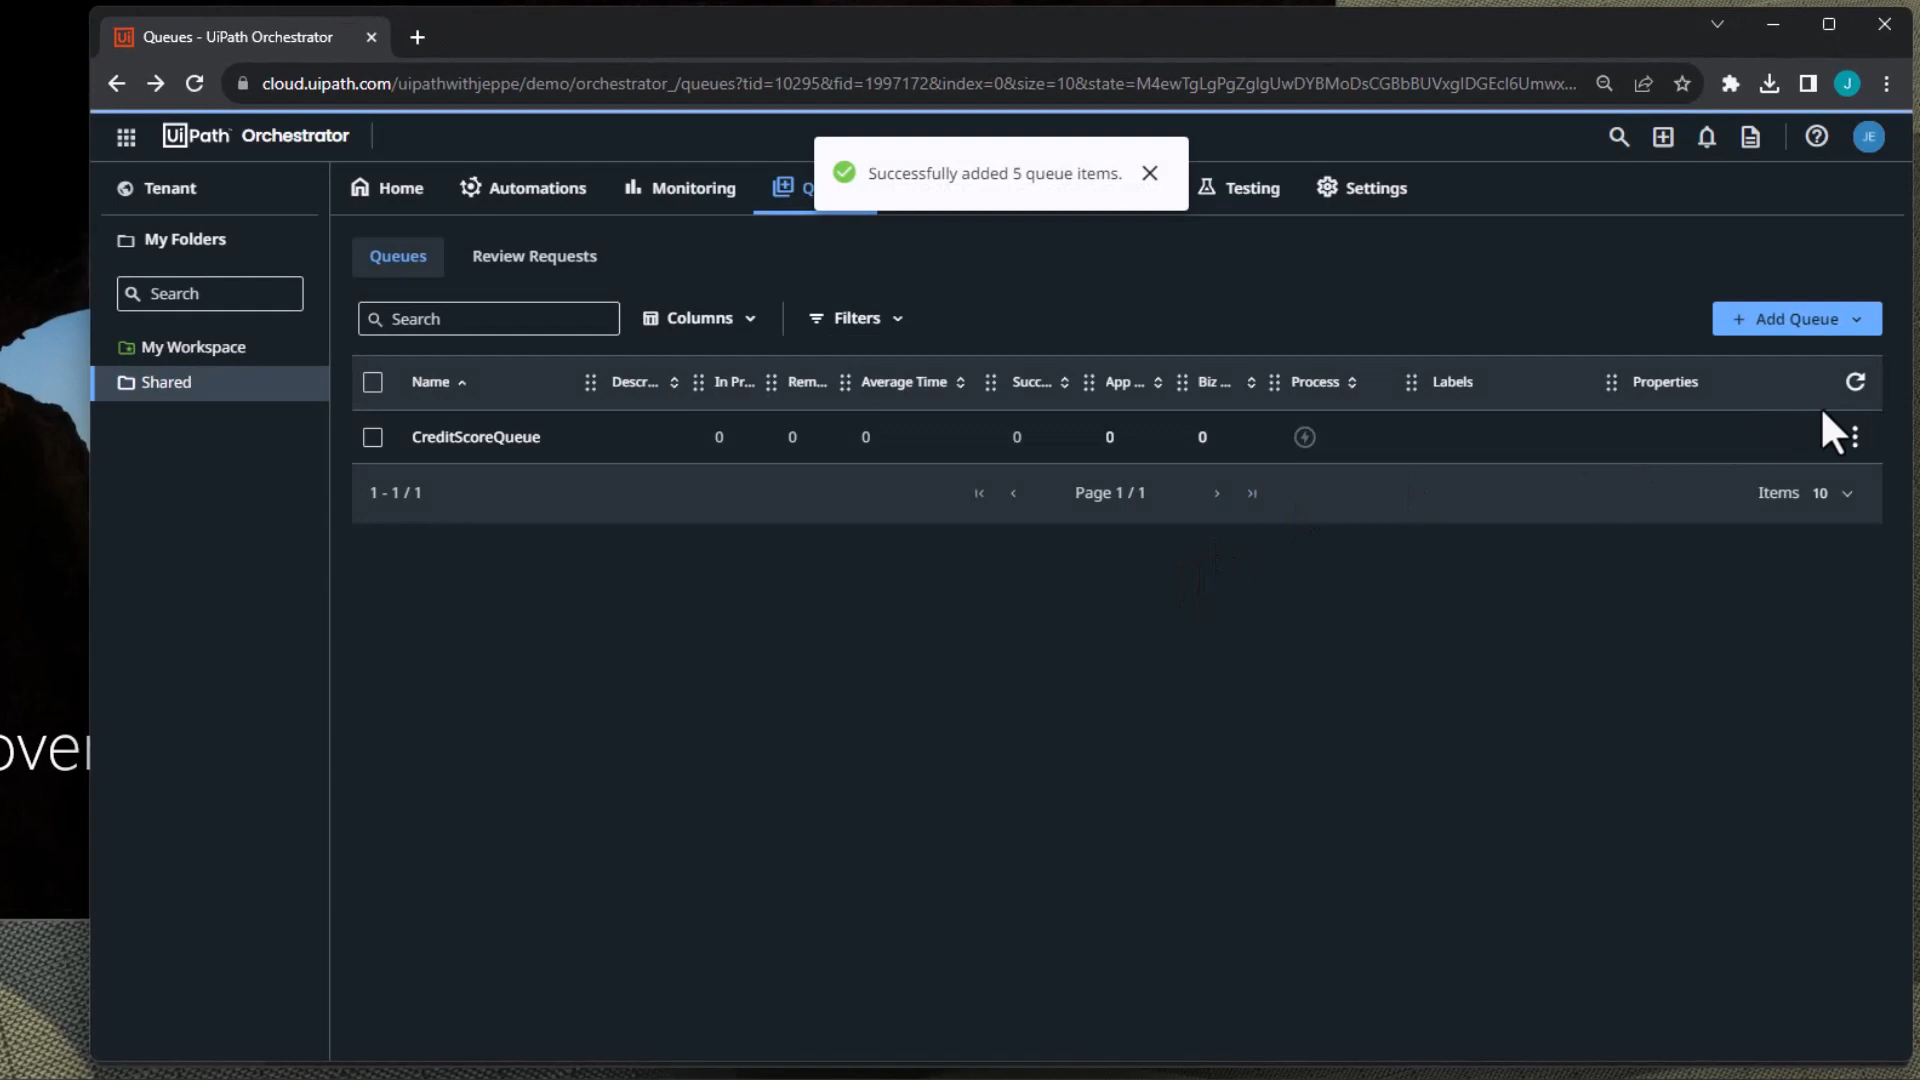 Queues - UiPath Orchestrator
cloud.uipath.com/uipathwithjeppe/demo/orchestrator_/queues?tid=10295&fid=1997172&index=0&size=10&state=M4ewTgLgPgZglgUwDYBMoDsCGBbBUVxgIDGEcl6Umwx...
J
UiPath Orchestrator
JE
Successfully added 5 queue items.
Tenant
Home
Automations
Monitoring
Q
Testing
Settings
My Folders
Queues
Review Requests
Search
Search
Columns
Filters
+ Add Queue
My Workspace
Shared
Name
Descr...
In Pr...
Rem...
Average Time
Succ...
App ...
Biz ...
Process
Labels
Properties
CreditScoreQueue
0
0
0
0
0
0
1 - 1 / 1
Page 1 / 1
Items 10
over